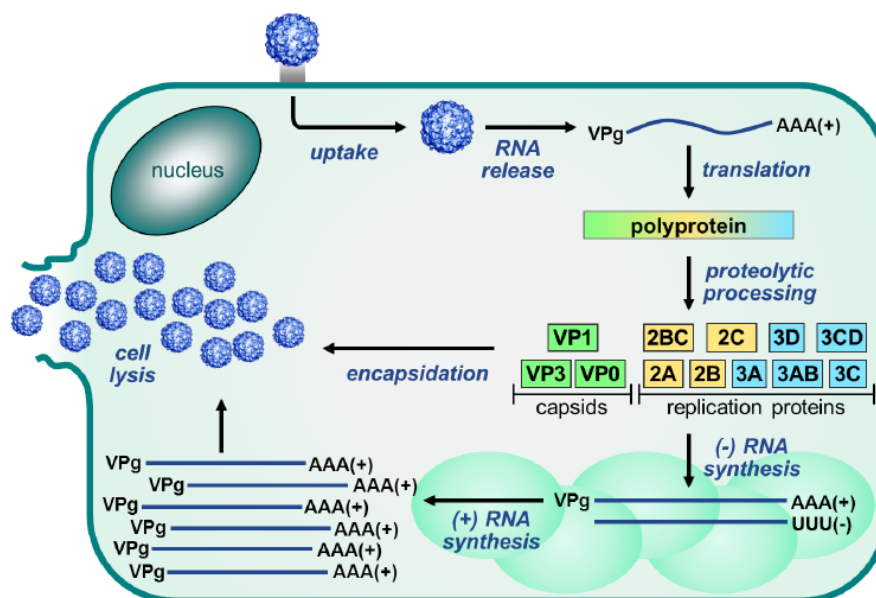 nucleus
uptake
RNA
release
VPg
AAA(+)
translation
polyprotein
proteolytic
processing
VP1
VP3 VP0
capsids
2BC 2C 3D 3CD
2A 2B 3A 3AB 3C
replication proteins
encapsidation
cell
lysis
(-) RNA
synthesis
VPg AAA(+)
UUU(-)
(+) RNA
synthesis
VPg AAA(+)
VPg AAA(+)
VPg AAA(+)
VPg AAA(+)
VPg AAA(+)
VPg AAA(+)